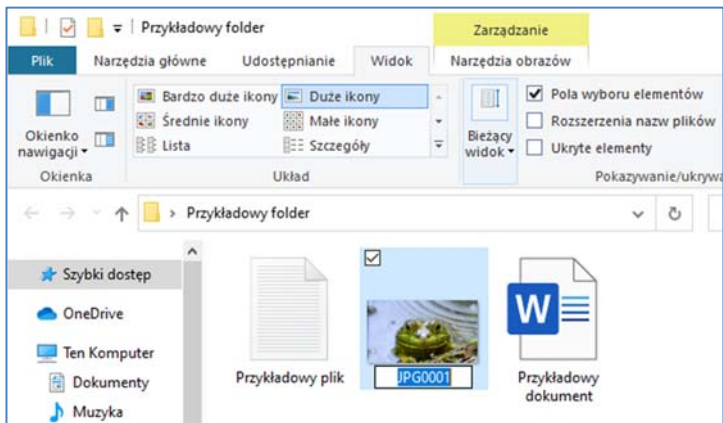 Przykładowy folder
Zarządzanie
Plik
Narzędzia główne
Udostępnianie
Widok
Narzędzia obrazów
Okienko nawigacji
Okienka
Bardzo duże ikony
Duże ikony
Średnie ikony
Małe ikony
Lista
Szczegóły
Układ
Bieżący widok
Pola wyboru elementów
Rozszerzenia nazw plików
Ukryte elementy
Pokazywanie/ukrywa
Przykładowy folder
Szybki dostęp
OneDrive
Ten Komputer
Dokumenty
Muzyka
Przykładowy plik
JPG0001
W
Przykładowy
dokument